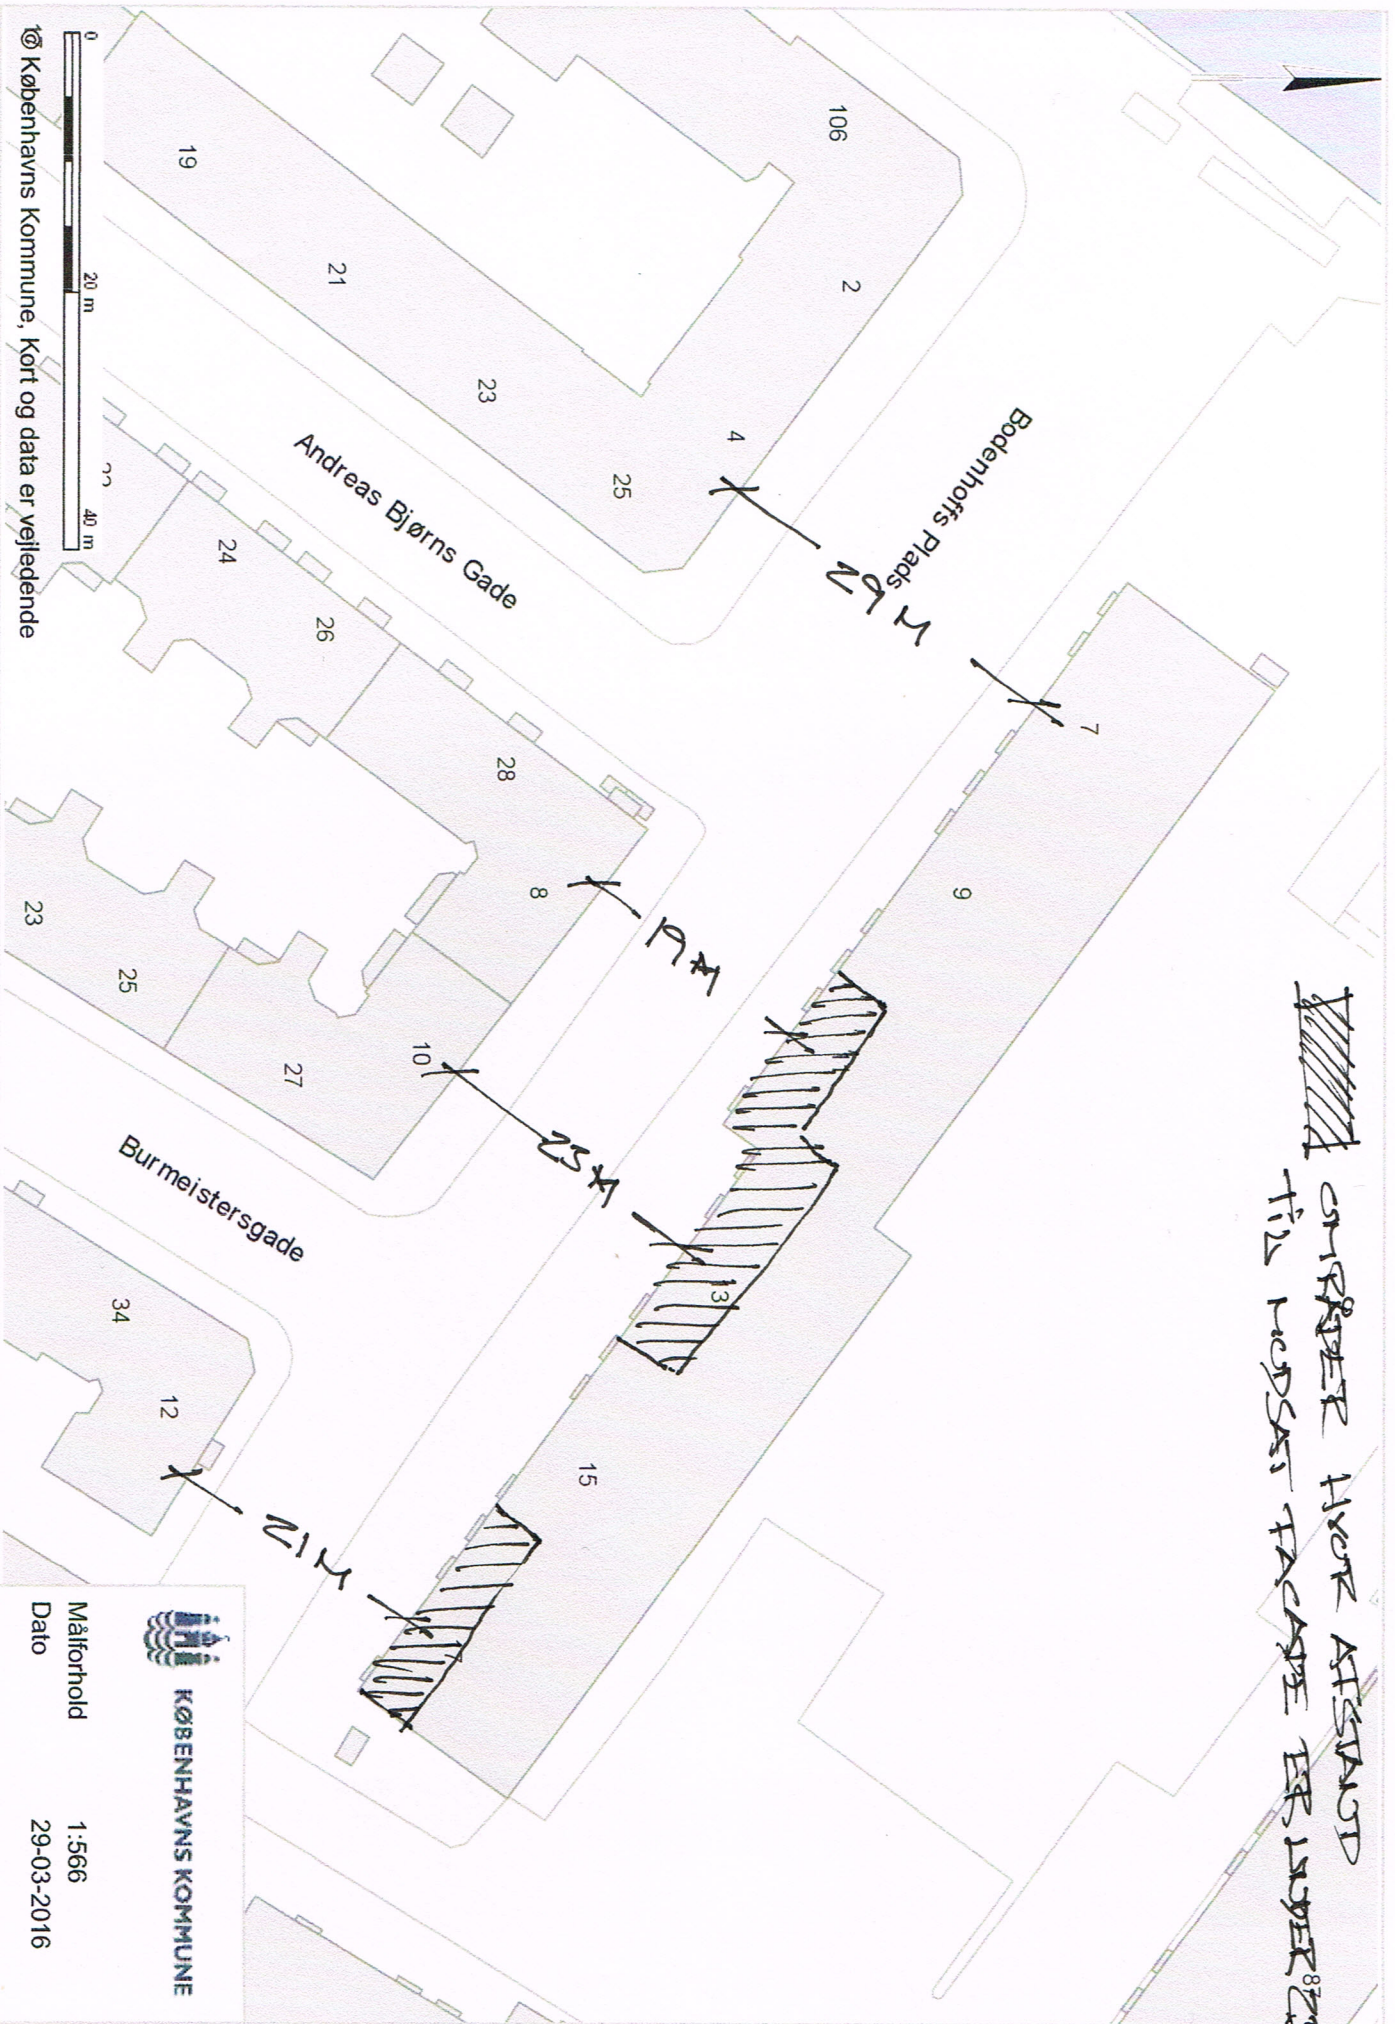 OMRÅDER HVOR AFSTAND
TIL MODSAT FACADE ER UNDER
87
106
2
4
19
21
23
25
Bodenhoffs Plads
Andreas Bjørns Gade
29 M
7
9
24
26
28
8
19 M
10
23 M
13
23
25
27
Burmeistersgade
15
34
12
21 M
0
20 m
40 m
© Københavns Kommune, Kort og data er vejledende
KØBENHAVNS KOMMUNE
Målforhold 1:566
Dato 29-03-2016